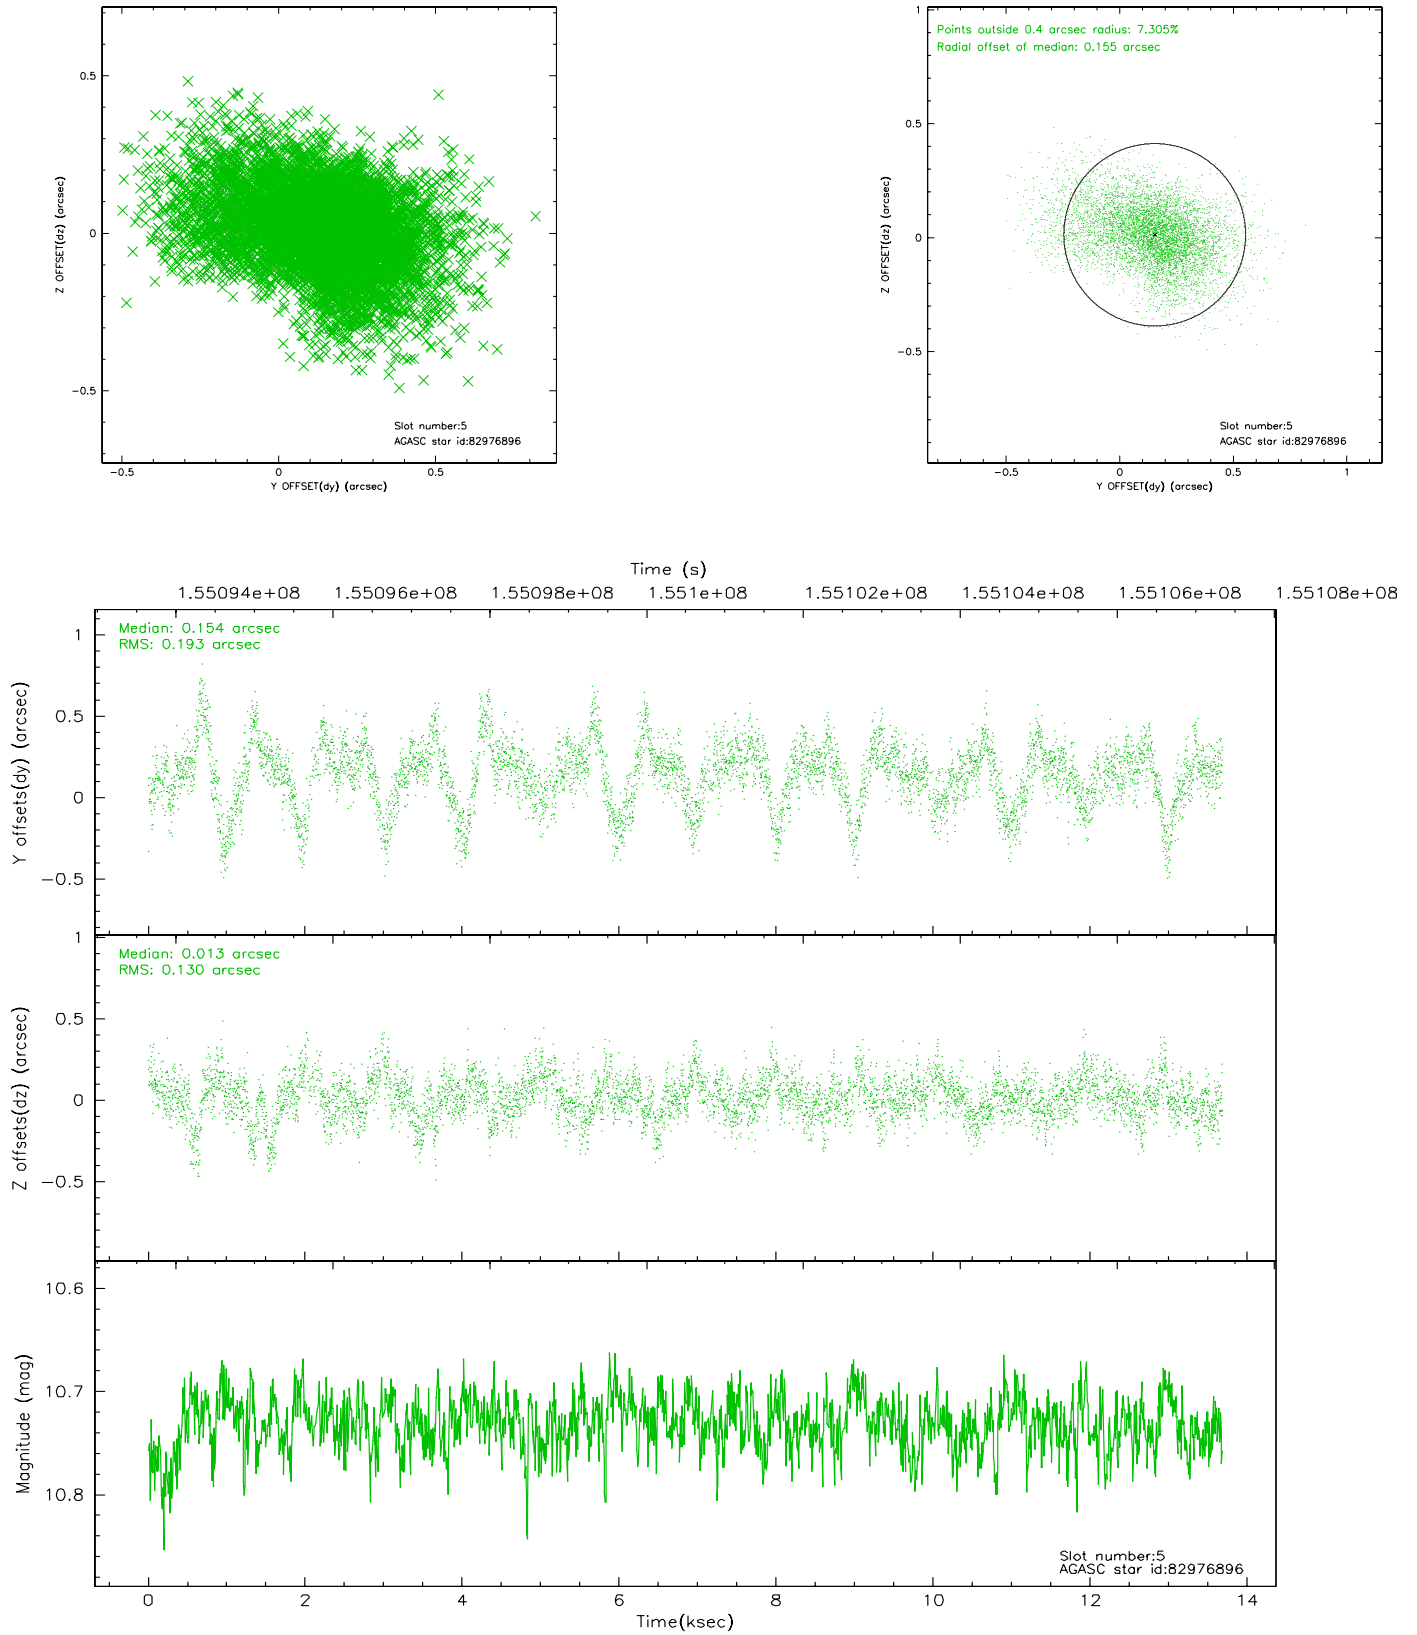 0.5
0
-0.5
Z OFFSET(dz) (arcsec)
Slot number:5
AGASC star id:82976896
-0.5
0
0.5
Y OFFSET(dy) (arcsec)
Points outside 0.4 arcsec radius: 7.305%
Radial offset of median: 0.155 arcsec
1
0.5
0
-0.5
Z OFFSET(dz) (arcsec)
Slot number:5
AGASC star id:82976896
-0.5
0
0.5
1
Y OFFSET(dy) (arcsec)
Time (s)
1.55094e+08 1.55096e+08 1.55098e+08 1.551e+08 1.55102e+08 1.55104e+08 1.55106e+08 1.55108e+08
Median: 0.154 arcsec
RMS: 0.193 arcsec
1
0.5
0
-0.5
Y offsets(dy) (arcsec)
Median: 0.013 arcsec
RMS: 0.130 arcsec
1
0.5
0
-0.5
Z offsets(dz) (arcsec)
10.6
10.7
10.8
Magnitude (mag)
Slot number:5
AGASC star id:82976896
0 2 4 6 8 10 12 14
Time(ksec)